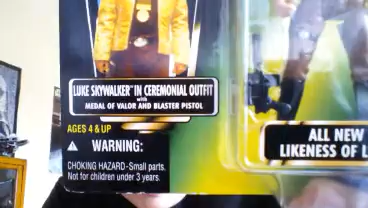 LUKE SKYWALKER™ IN CEREMONIAL OUTFIT
with
MEDAL OF VALOR AND BLASTER PISTOL
AGES 4 & UP
WARNING:
CHOKING HAZARD-Small parts.
Not for children under 3 years.
ALL NEW
LIKENESS OF L